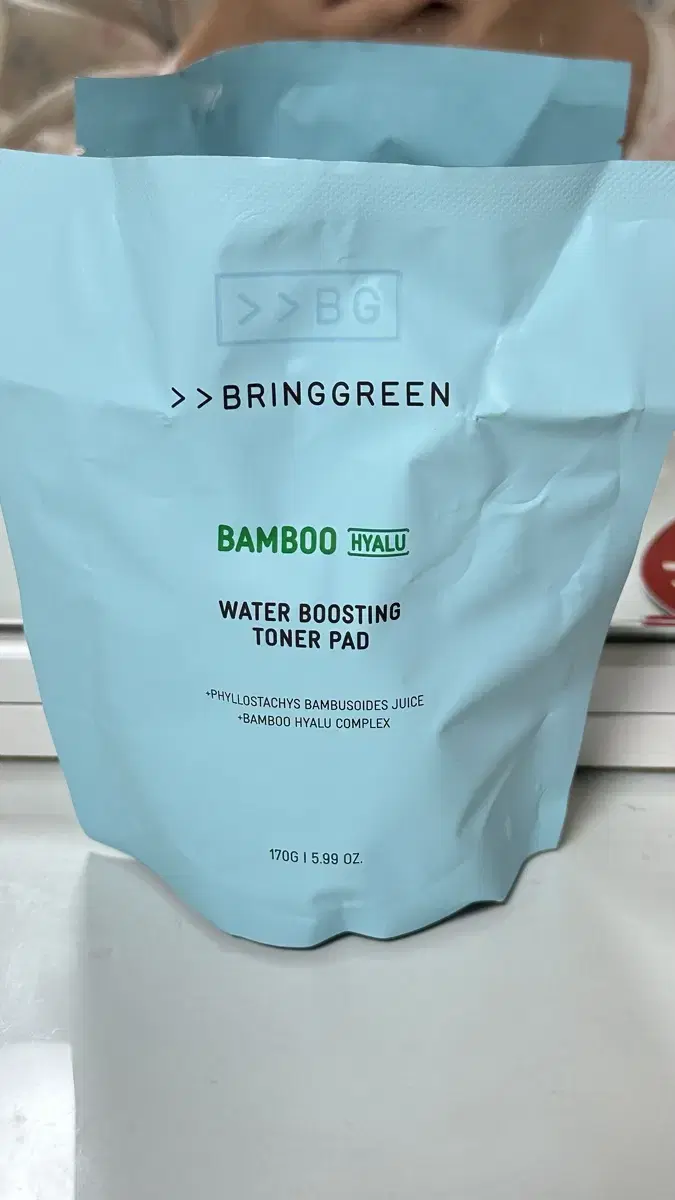 >>BG
>>BRINGGREEN
BAMBOO HYALU
WATER BOOSTING
TONER PAD
+PHYLLOSTACHYS BAMBUSOIDES JUICE
+BAMBOO HYALU COMPLEX
170G | 5.99 OZ.